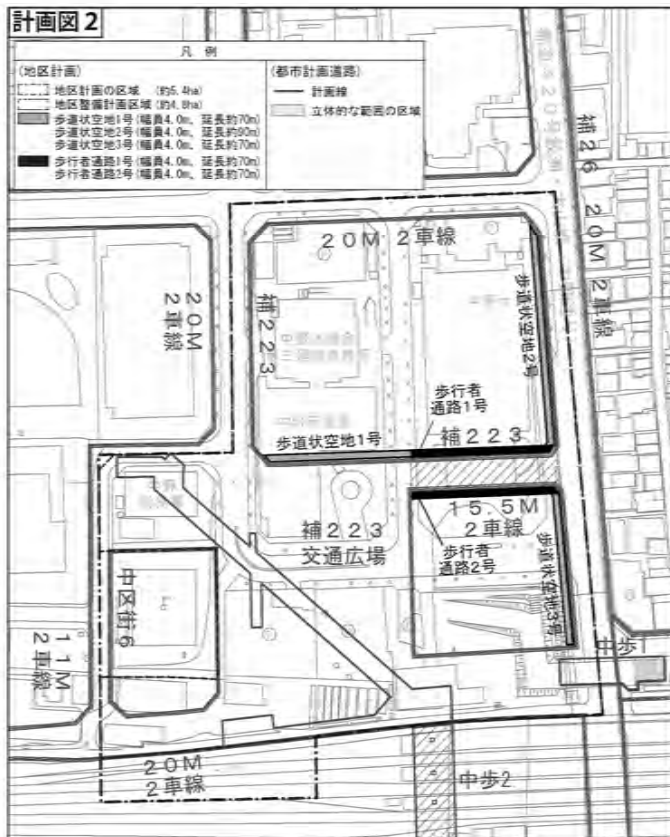 計画図2
凡例
(地区計画)
地区計画の区域 (約5.4ha)
地区整備計画区域 (約4.8ha)
歩道状空地1号(幅員4.0m、延長約70m)
歩道状空地2号(幅員4.0m、延長約90m)
歩道状空地3号(幅員4.0m、延長約70m)
歩行者通路1号(幅員4.0m、延長約70m)
歩行者通路2号(幅員4.0m、延長約70m)
(都市計画道路)
計画線
立体的な範囲の区域
補26 20M 2車線
20M 2車線
20M
2車線
補223
歩道状空地2号
歩行者
通路1号
歩道状空地1号
補223
15.5M
2車線
補223
交通広場
歩行者
通路2号
歩道状空地3号
中区街6
11M
2車線
中歩1
20M
2車線
中歩2